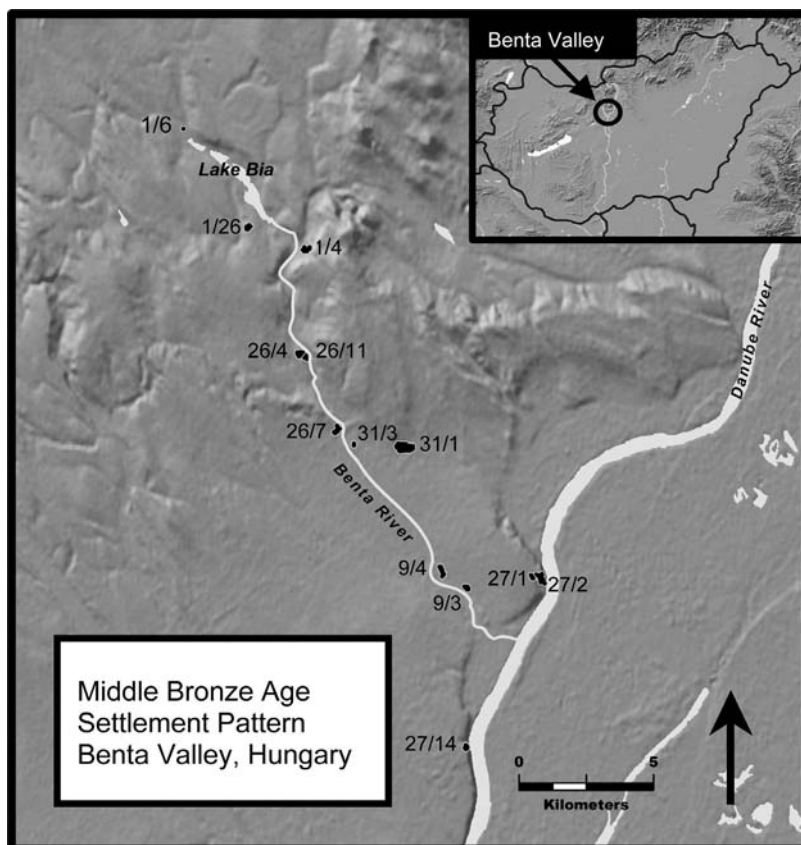 Benta Valley
1/6
Lake Bia
1/26
1/4
Danube River
26/4
26/11
26/7
31/3
31/1
Benta River
9/4
9/3
27/1
27/2
Middle Bronze Age
Settlement Pattern
Benta Valley, Hungary
27/14
0
5
Kilometers